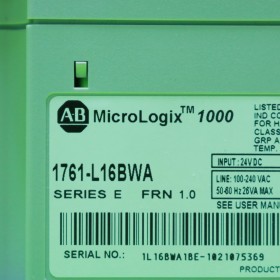 AB MicroLogix™ 1000
LISTE
IND CO
FOR H
CLASS
GRP A
TEMP
1761-L16BWA
INPUT: 24V DC
SERIES E FRN 1.0
LINE: 100-240 VAC
50-60 Hz 26VA MAX
SEE USER MANU
SERIAL NO.: 1L16BWA1BE-1021075369
PRODUCT